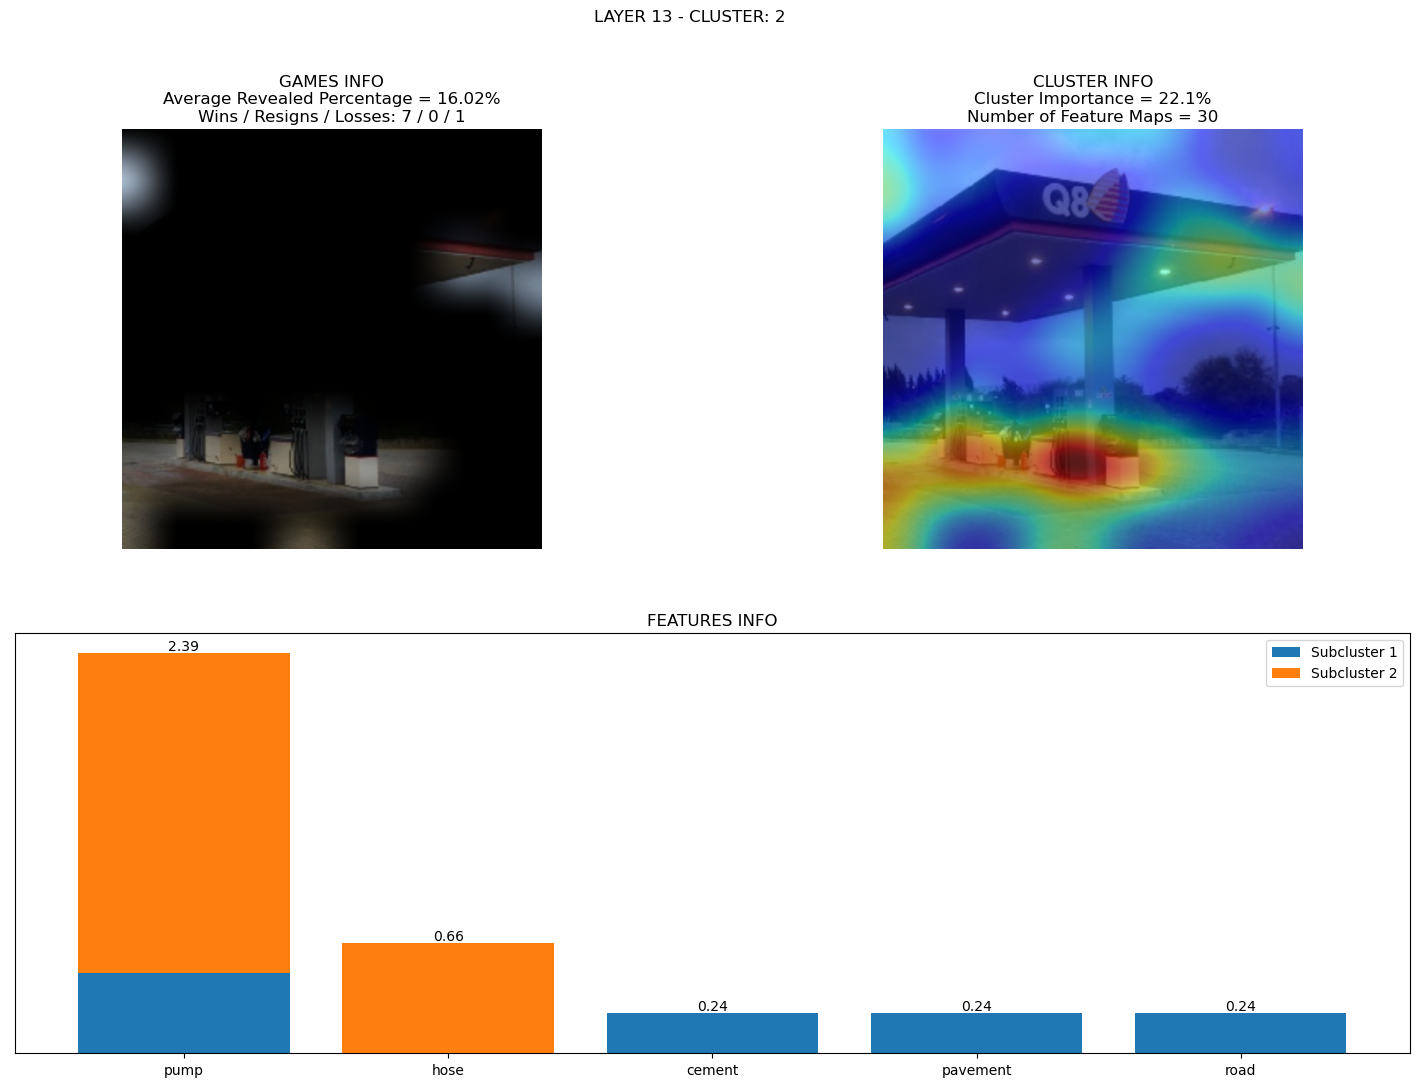 LAYER 13 - CLUSTER: 2
GAMES INFO
Average Revealed Percentage = 16.02%
Wins / Resigns / Losses: 7 / 0 / 1
CLUSTER INFO
Cluster Importance = 22.1%
Number of Feature Maps = 30
Q8
FEATURES INFO
Subcluster 1
Subcluster 2
2.39
0.66
0.24
0.24
0.24
pump
hose
cement
pavement
road